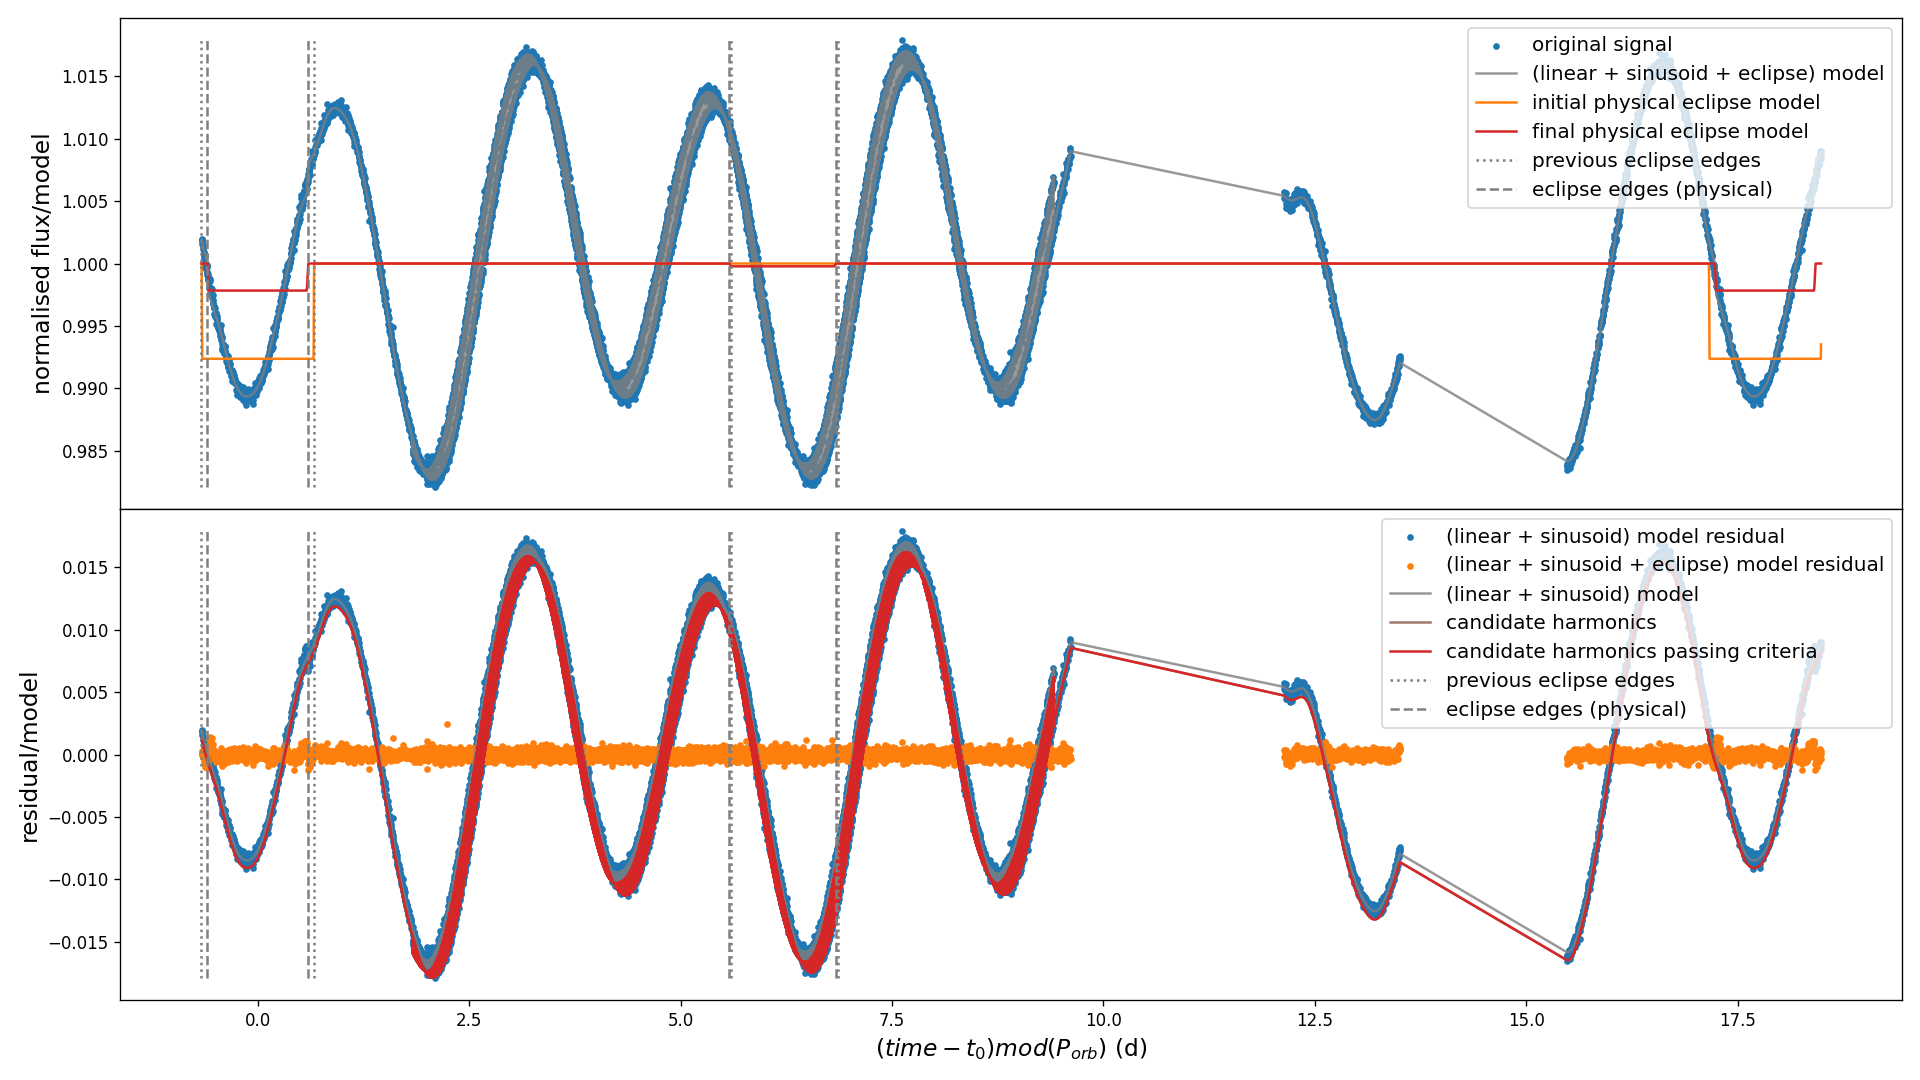 normalised flux/model
1.015
1.010
1.005
1.000
0.995
0.990
0.985
original signal
(linear + sinusoid + eclipse) model
initial physical eclipse model
final physical eclipse model
previous eclipse edges
eclipse edges (physical)
residual/model
0.015
0.010
0.005
0.000
−0.005
−0.010
−0.015
(linear + sinusoid) model residual
(linear + sinusoid + eclipse) model residual
(linear + sinusoid) model
candidate harmonics
candidate harmonics passing criteria
previous eclipse edges
eclipse edges (physical)
0.0 2.5 5.0 7.5 10.0 12.5 15.0 17.5
(time − t0)mod(Porb) (d)